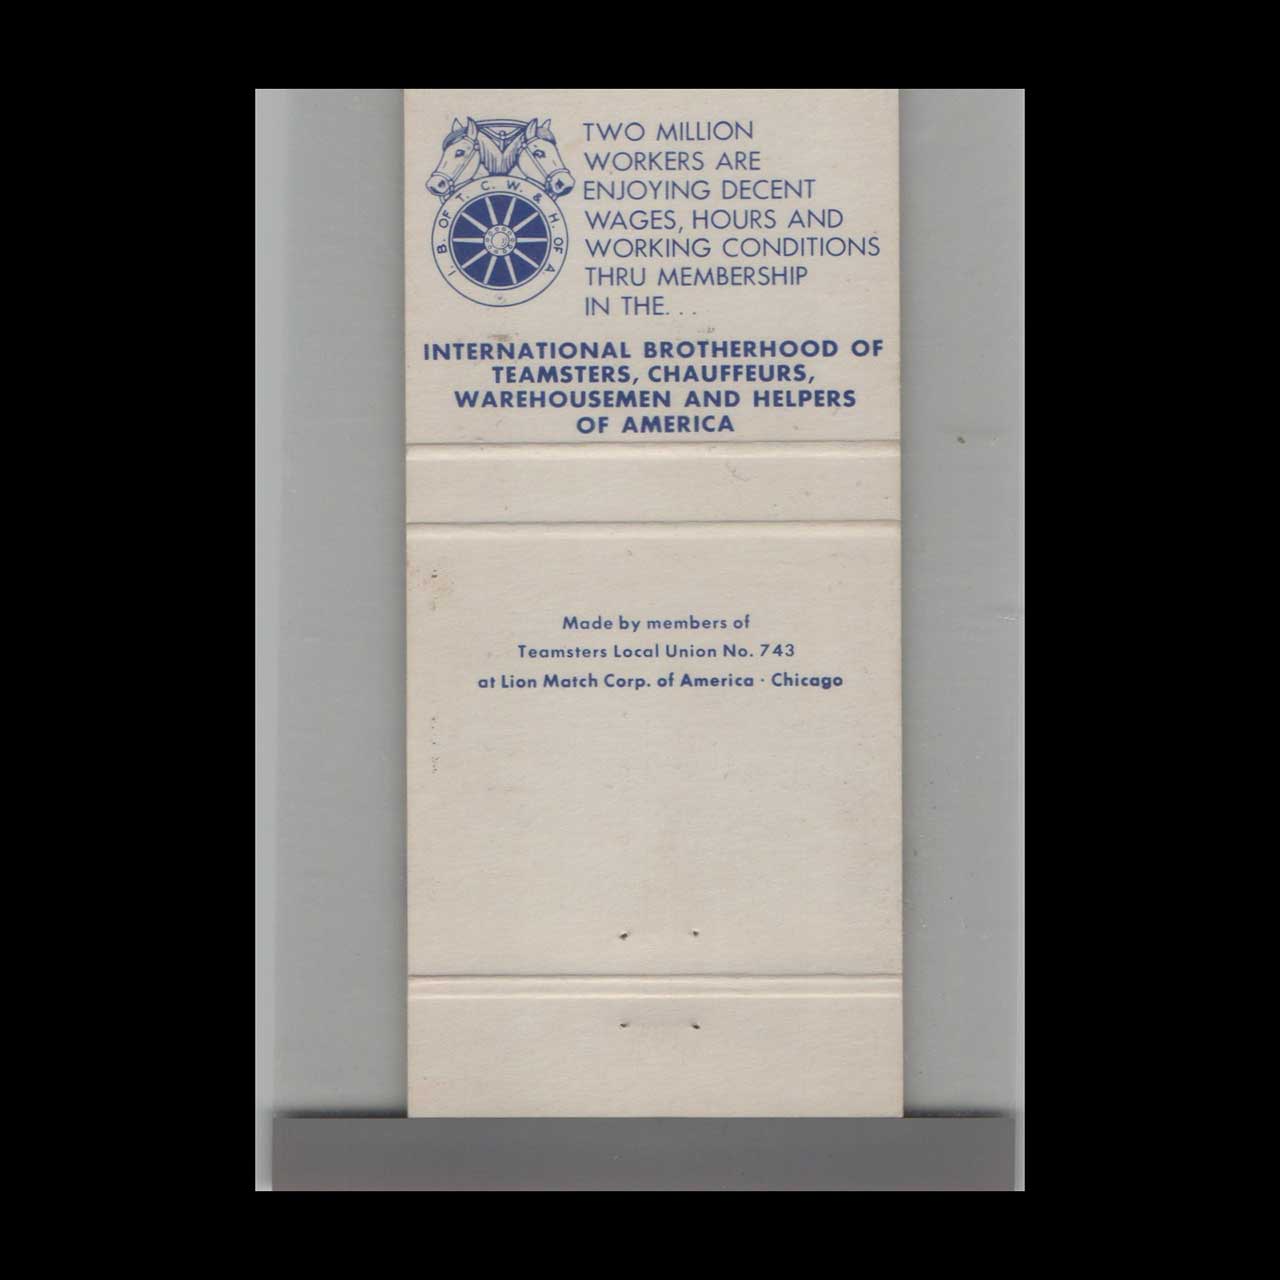 I. B. OF T. C. W. & H. OF A.
TWO MILLION
WORKERS ARE
ENJOYING DECENT
WAGES, HOURS AND
WORKING CONDITIONS
THRU MEMBERSHIP
IN THE. . .
INTERNATIONAL BROTHERHOOD OF
TEAMSTERS, CHAUFFEURS,
WAREHOUSEMEN AND HELPERS
OF AMERICA
Made by members of
Teamsters Local Union No. 743
at Lion Match Corp. of America · Chicago